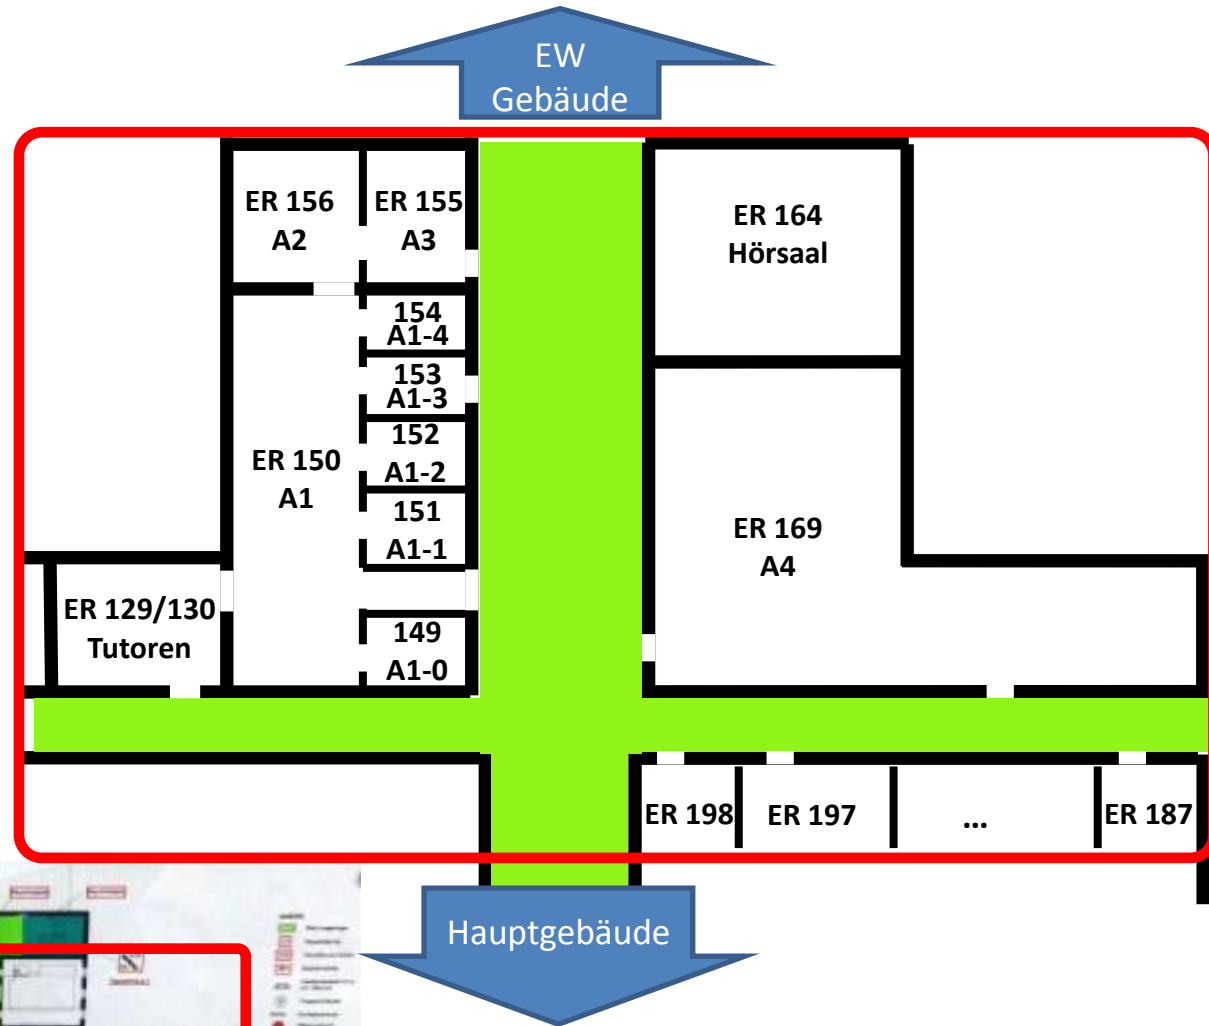 EW
Gebäude
ER 156
A2
ER 155
A3
ER 164
Hörsaal
154
A1-4
153
A1-3
152
A1-2
151
A1-1
ER 150
A1
ER 169
A4
ER 129/130
Tutoren
149
A1-0
ER 198
ER 197
...
ER 187
Hauptgebäude